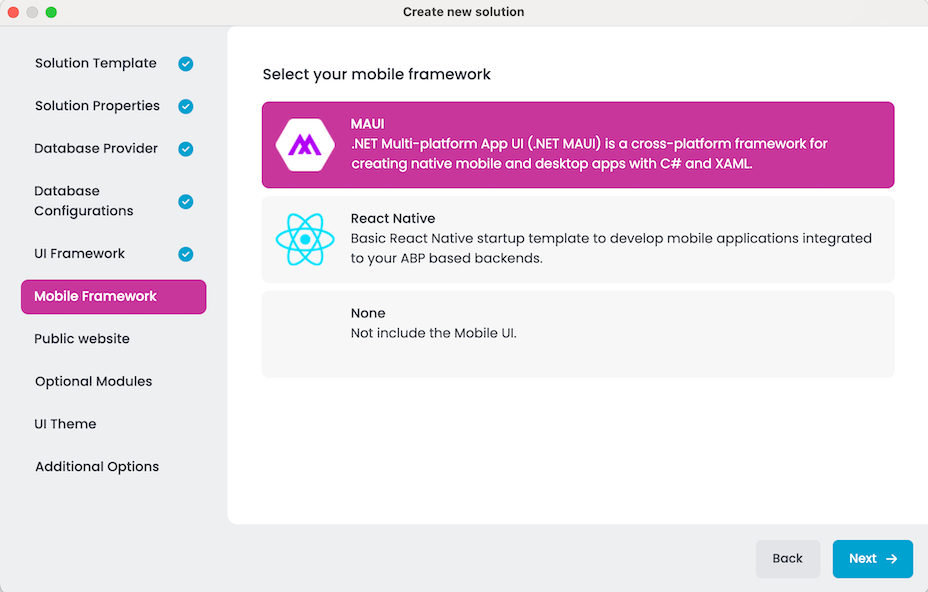 Create new solution
Solution Template
Solution Properties
Database Provider
Database
Configurations
UI Framework
Mobile Framework
Public website
Optional Modules
UI Theme
Additional Options
Select your mobile framework
MAUI
.NET Multi-platform App UI (.NET MAUI) is a cross-platform framework for
creating native mobile and desktop apps with C# and XAML.
React Native
Basic React Native startup template to develop mobile applications integrated
to your ABP based backends.
None
Not include the Mobile UI.
Back
Next